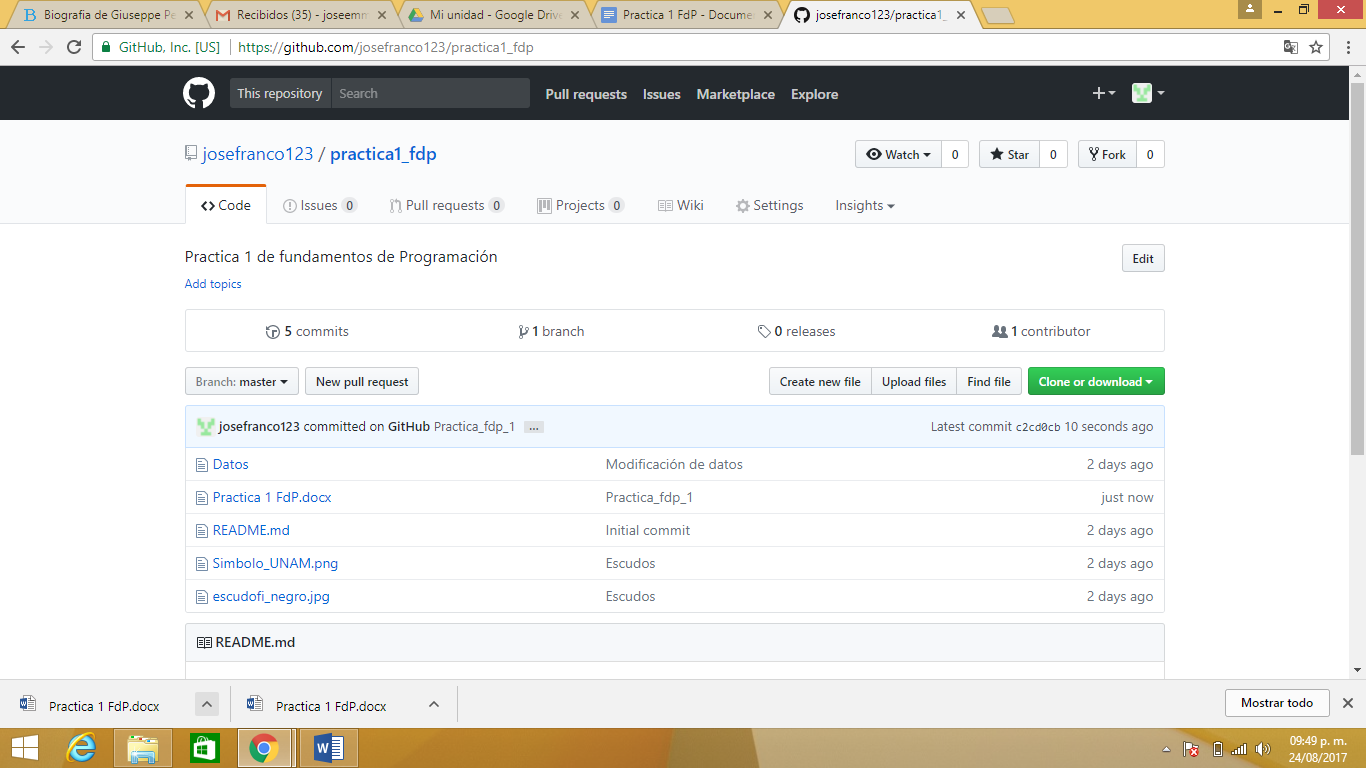 Biografia de Giuseppe Pe
Recibidos (35) - joseemm
Mi unidad - Google Drive
Practica 1 FdP - Docume
josefranco123/practica1_
GitHub, Inc. [US] https://github.com/josefranco123/practica1_fdp
This repository Search Pull requests Issues Marketplace Explore
josefranco123 / practica1_fdp
Watch 0 Star 0 Fork 0
Code Issues 0 Pull requests 0 Projects 0 Wiki Settings Insights
Practica 1 de fundamentos de Programación
Edit
Add topics
5 commits 1 branch 0 releases 1 contributor
Branch: master New pull request Create new file Upload files Find file Clone or download
josefranco123 committed on GitHub Practica_fdp_1 ... Latest commit c2cd0cb 10 seconds ago
Datos Modificación de datos 2 days ago
Practica 1 FdP.docx Practica_fdp_1 just now
README.md Initial commit 2 days ago
Simbolo_UNAM.png Escudos 2 days ago
escudofi_negro.jpg Escudos 2 days ago
README.md
Practica 1 FdP.docx Practica 1 FdP.docx Mostrar todo
09:49 p. m.
24/08/2017